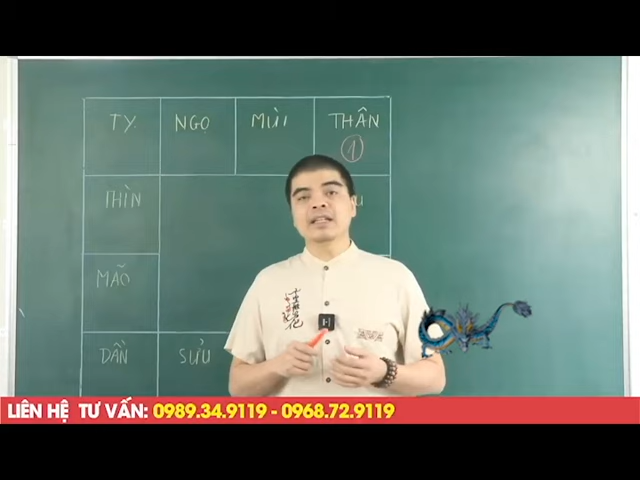 TỴ NGỌ MÙI THÂN
1
THÌN
MÃO
DẦN SỬU
LIÊN HỆ TƯ VẤN: 0989.34.9119 - 0968.72.9119